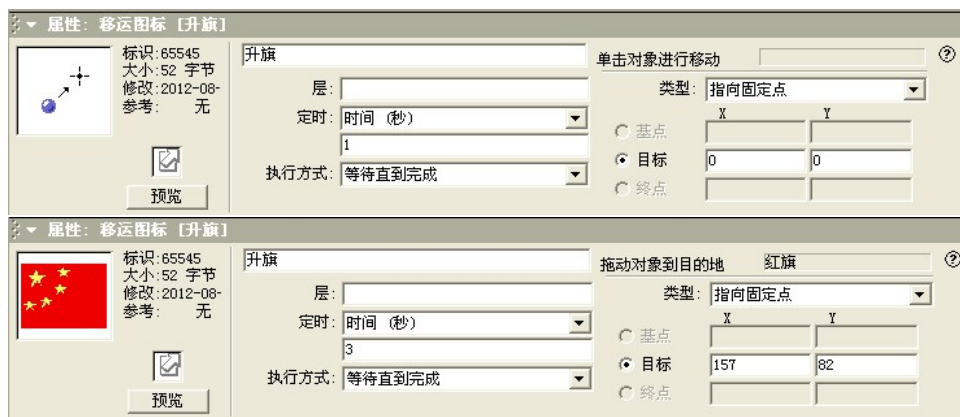 属性: 移运图标 [升旗]
标识:65545
大小:52 字节
修改:2012-08-
参考: 无
预览
升旗
层:
定时: 时间 (秒)
1
执行方式: 等待直到完成
单击对象进行移动
类型: 指向固定点
X Y
基点
目标 0 0
终点
属性: 移运图标 [升旗]
标识:65545
大小:52 字节
修改:2012-08-
参考: 无
预览
升旗
层:
定时: 时间 (秒)
3
执行方式: 等待直到完成
拖动对象到目的地 红旗
类型: 指向固定点
X Y
基点
目标 157 82
终点